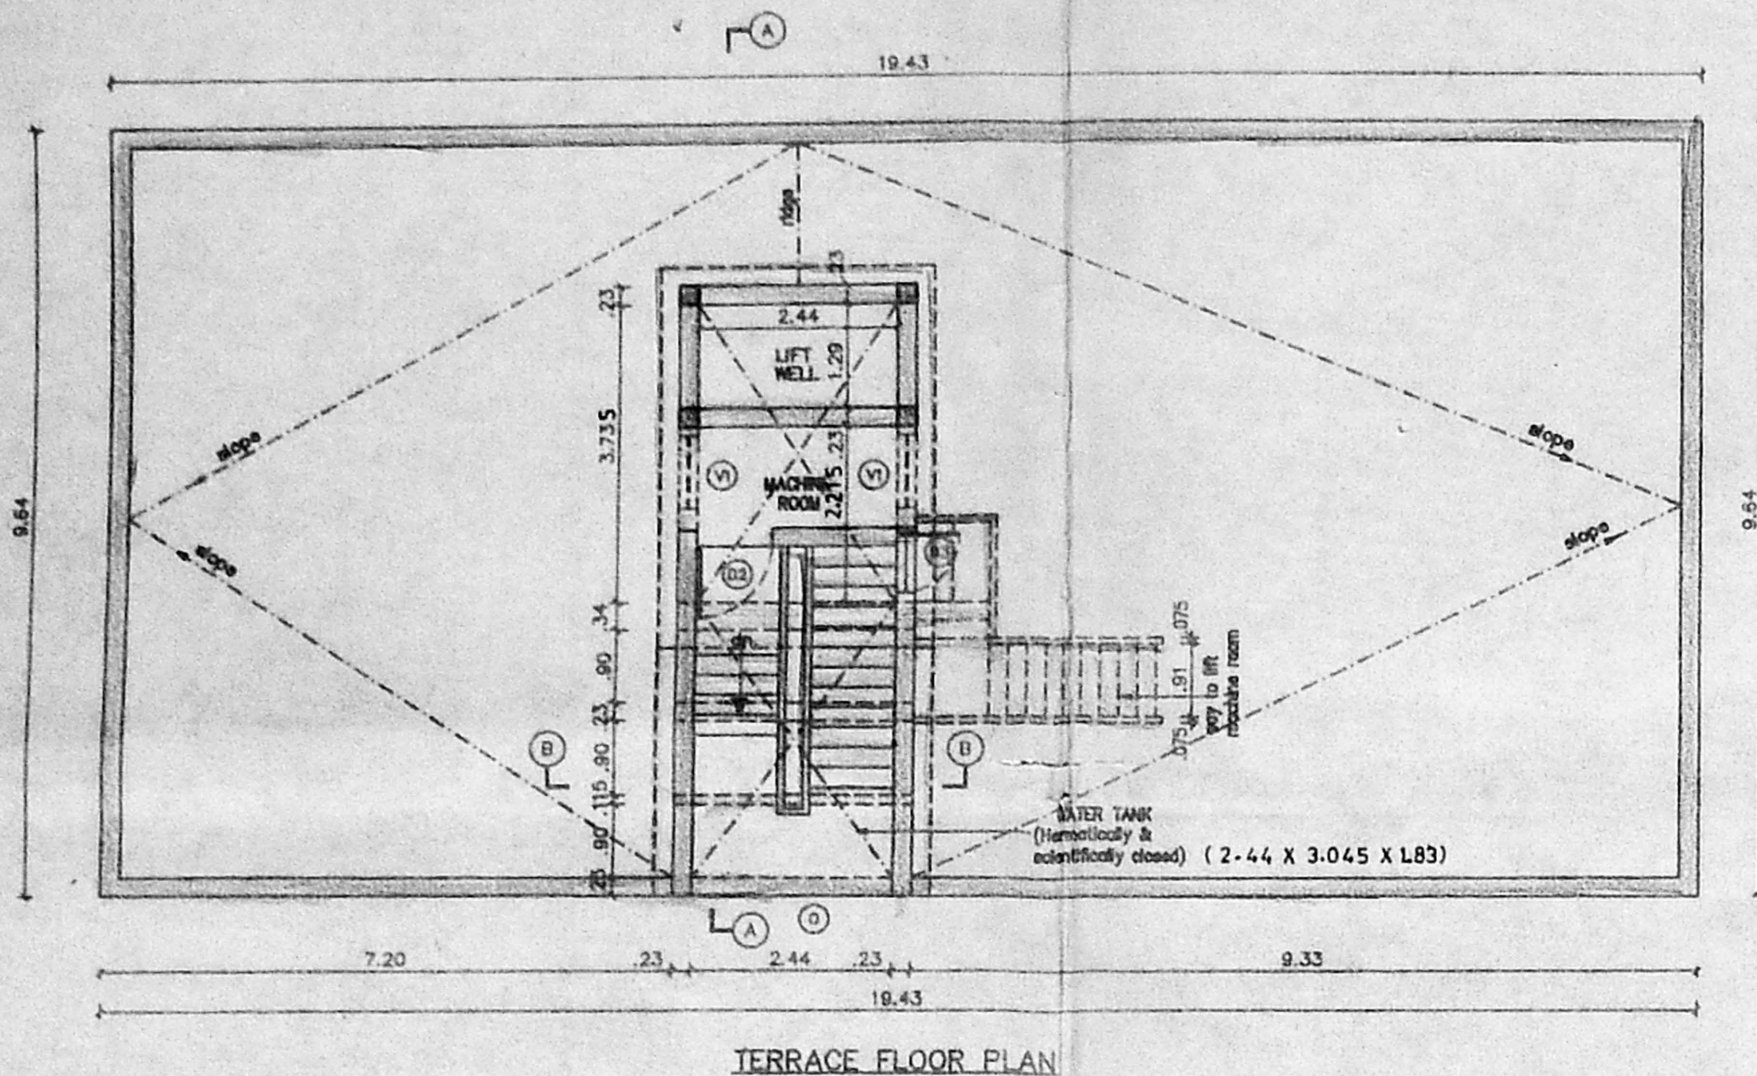 A
19.43
ridge
.23
.23
2.44
LIFT
WELL
1.29
3.735
slope
slope
.23
V1
V1
MACHINE
ROOM
2.215
9.64
9.64
slope
slope
D2
.34
.075
.90
.91
way to lift
machine room
.23
.075
B
B
.90
.115
WATER TANK
(Hermetically &
scientifically closed) (2.44 X 3.045 X 1.83)
.90
.23
A
O
7.20
.23
2.44
.23
9.33
19.43
TERRACE FLOOR PLAN